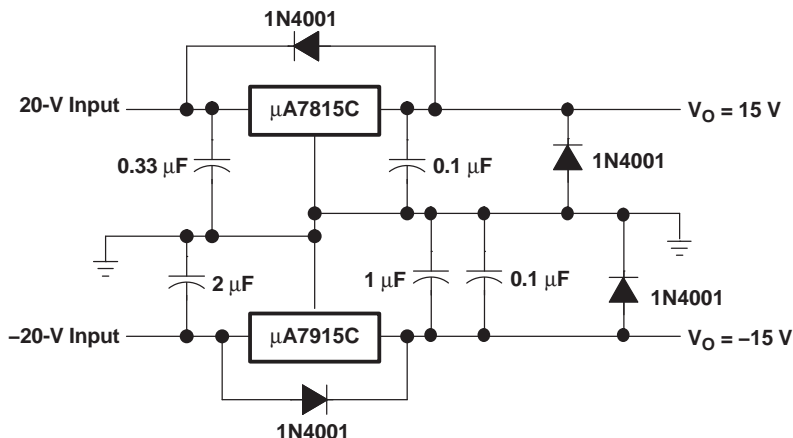 1N4001
20-V Input
μA7815C
V_O = 15 V
0.33 μF
0.1 μF
1N4001
2 μF
1 μF
0.1 μF
1N4001
–20-V Input
μA7915C
V_O = –15 V
1N4001